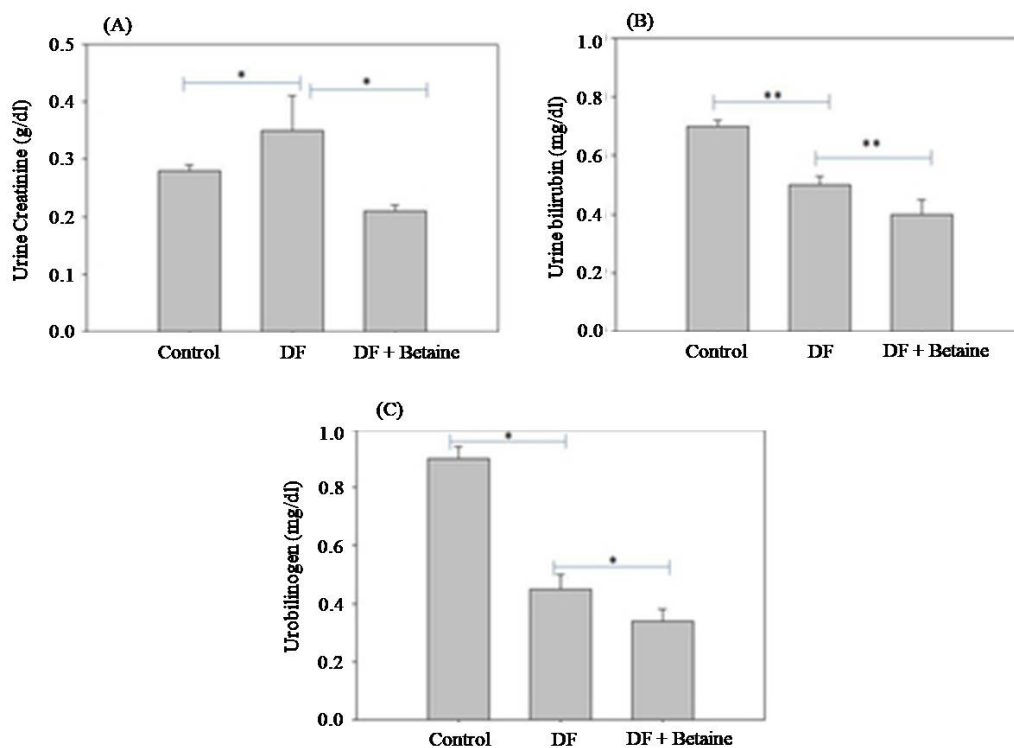 (A)
Urine Creatinine (g/dl)
0.5
0.4
0.3
0.2
0.1
0.0
*
*
Control DF DF + Betaine
(B)
Urine bilirubin (mg/dl)
1.0
0.8
0.6
0.4
0.2
0.0
**
**
Control DF DF + Betaine
(C)
Urobilinogen (mg/dl)
1.0
0.8
0.6
0.4
0.2
0.0
*
*
Control DF DF + Betaine